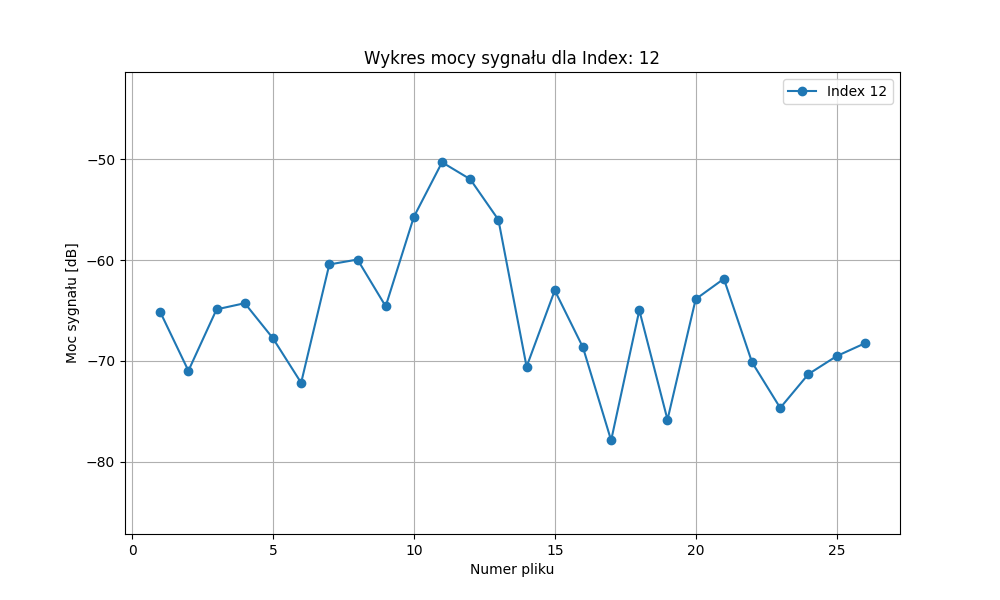 Wykres mocy sygnału dla Index: 12
Index 12
Moc sygnału [dB]
−50
−60
−70
−80
0 5 10 15 20 25
Numer pliku